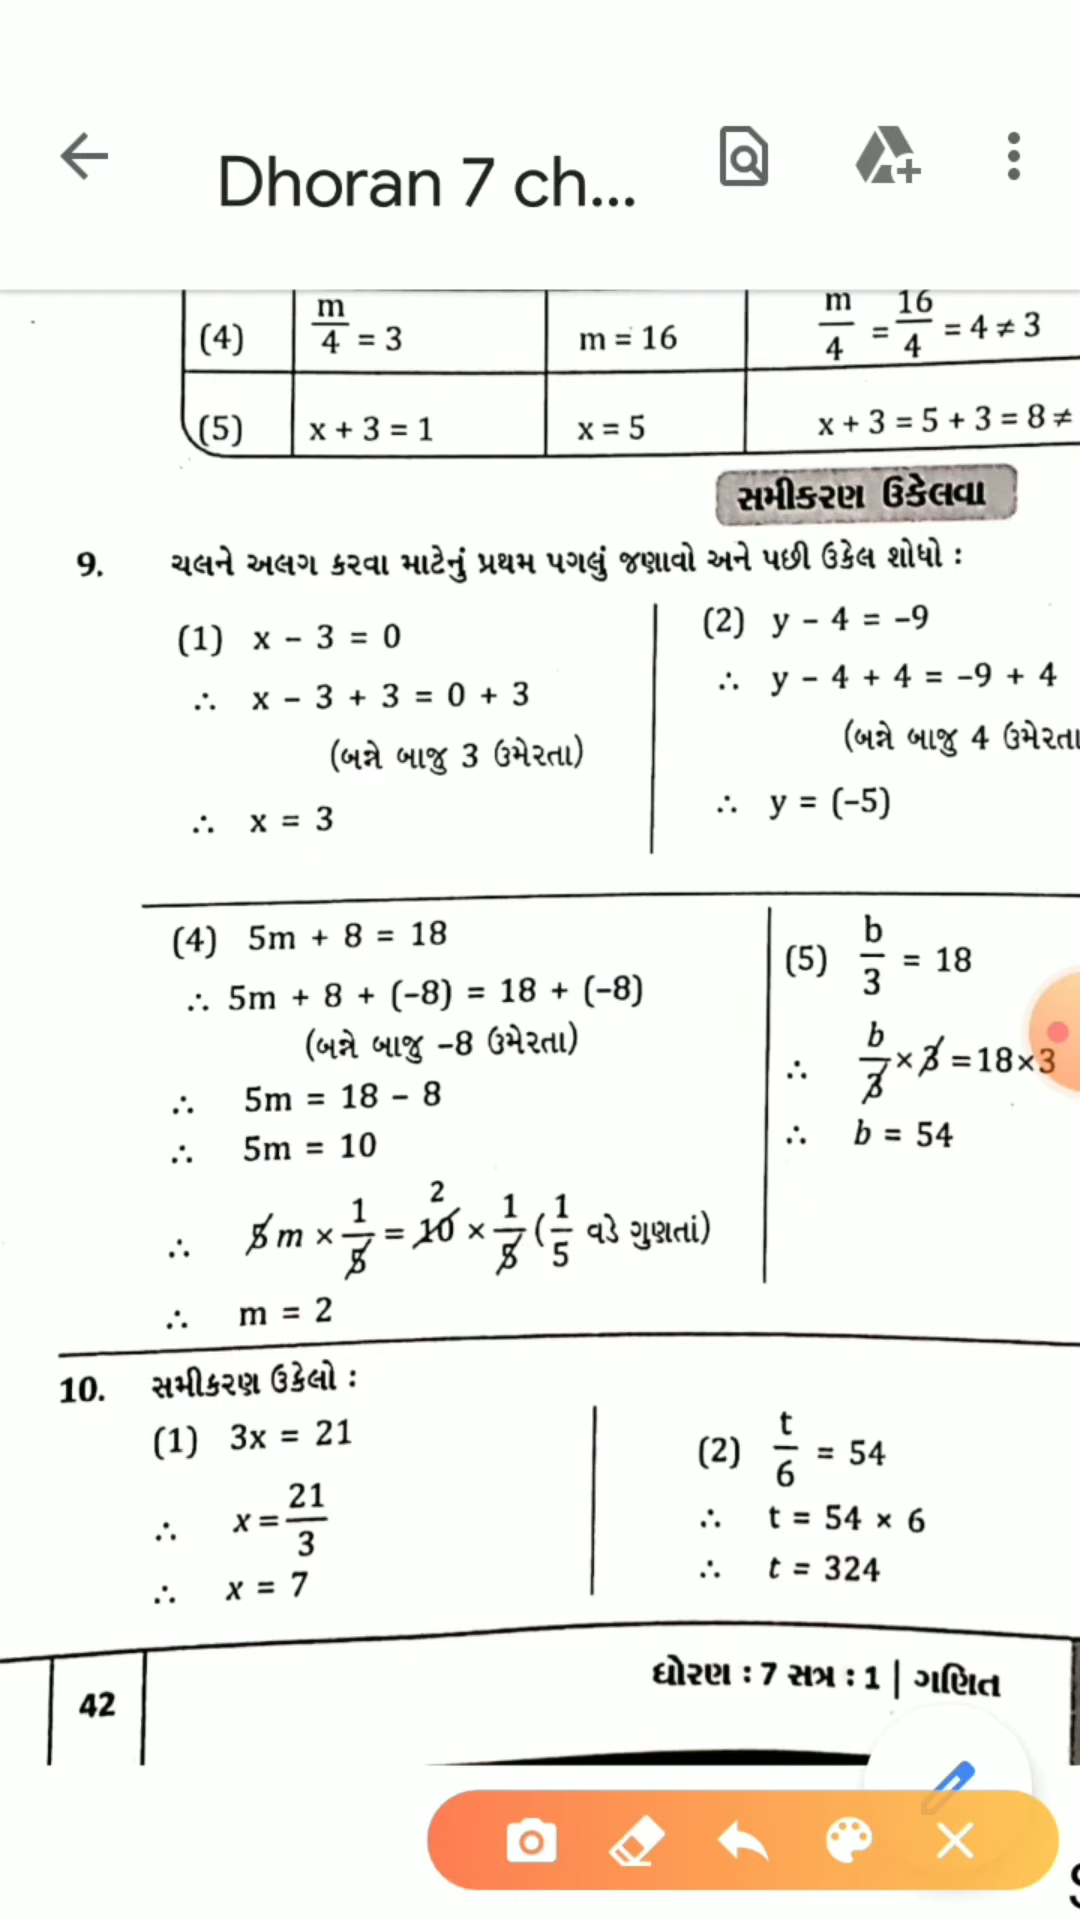 Dhoran 7 ch...
(4) m/4 = 3 m = 16 m/4 = 16/4 = 4 ≠ 3
(5) x + 3 = 1 x = 5 x + 3 = 5 + 3 = 8 ≠
સમીકરણ ઉકેલવા
9. ચલને અલગ કરવા માટેનું પ્રથમ પગલું જણાવો અને પછી ઉકેલ શોધો :
(1) x – 3 = 0
∴ x – 3 + 3 = 0 + 3
(બન્ને બાજુ 3 ઉમેરતા)
∴ x = 3
(2) y – 4 = –9
∴ y – 4 + 4 = –9 + 4
(બન્ને બાજુ 4 ઉમેરતા
∴ y = (–5)
(4) 5m + 8 = 18
∴ 5m + 8 + (–8) = 18 + (–8)
(બન્ને બાજુ –8 ઉમેરતા)
∴ 5m = 18 – 8
∴ 5m = 10
∴ 5m × 1/5 = 10 2 × 1/5 (1/5 વડે ગુણતાં)
∴ m = 2
(5) b/3 = 18
∴ b/3 × 3 = 18×3
∴ b = 54
10. સમીકરણ ઉકેલો :
(1) 3x = 21
∴ x = 21/3
∴ x = 7
(2) t/6 = 54
∴ t = 54 × 6
∴ t = 324
42
ધોરણ : 7 સત્ર : 1 | ગણિત